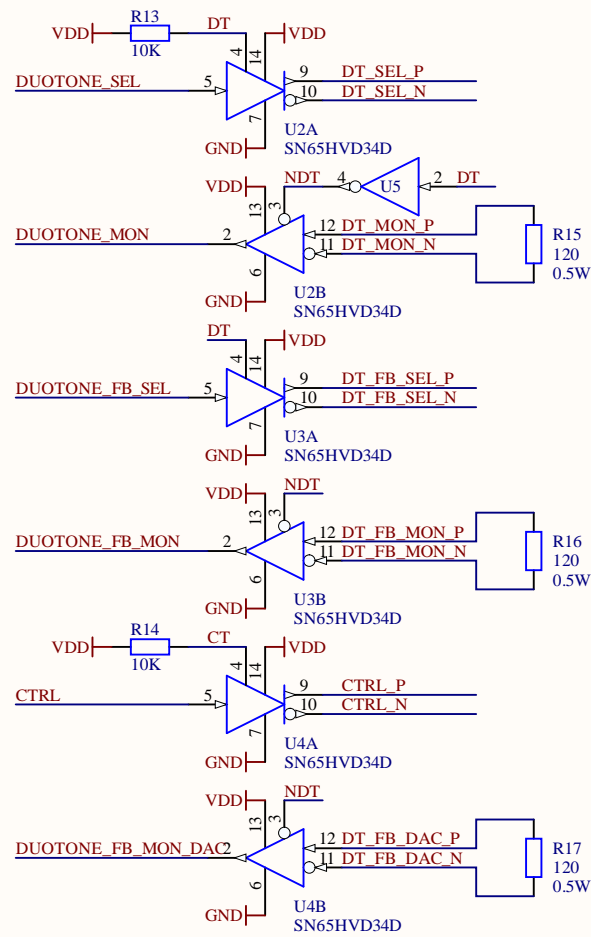 R13
DT
VDD
VDD
10K
4
14
DUOTONE_SEL
5
9
DT_SEL_P
10
DT_SEL_N
7
U2A
GND
SN65HVD34D
VDD
NDT
4
U5
2
DT
13
3
12
DT_MON_P
DUOTONE_MON
2
11
DT_MON_N
R15
120
0.5W
6
GND
U2B
SN65HVD34D
DT
VDD
4
14
DUOTONE_FB_SEL
5
9
DT_FB_SEL_P
10
DT_FB_SEL_N
7
U3A
GND
SN65HVD34D
VDD
NDT
13
3
12
DT_FB_MON_P
DUOTONE_FB_MON
2
11
DT_FB_MON_N
R16
120
0.5W
6
GND
U3B
SN65HVD34D
R14
CT
VDD
VDD
10K
4
14
CTRL
5
9
CTRL_P
10
CTRL_N
7
U4A
GND
SN65HVD34D
VDD
NDT
13
3
12
DT_FB_DAC_P
DUOTONE_FB_MON_DAC
2
11
DT_FB_DAC_N
R17
120
0.5W
6
GND
U4B
SN65HVD34D